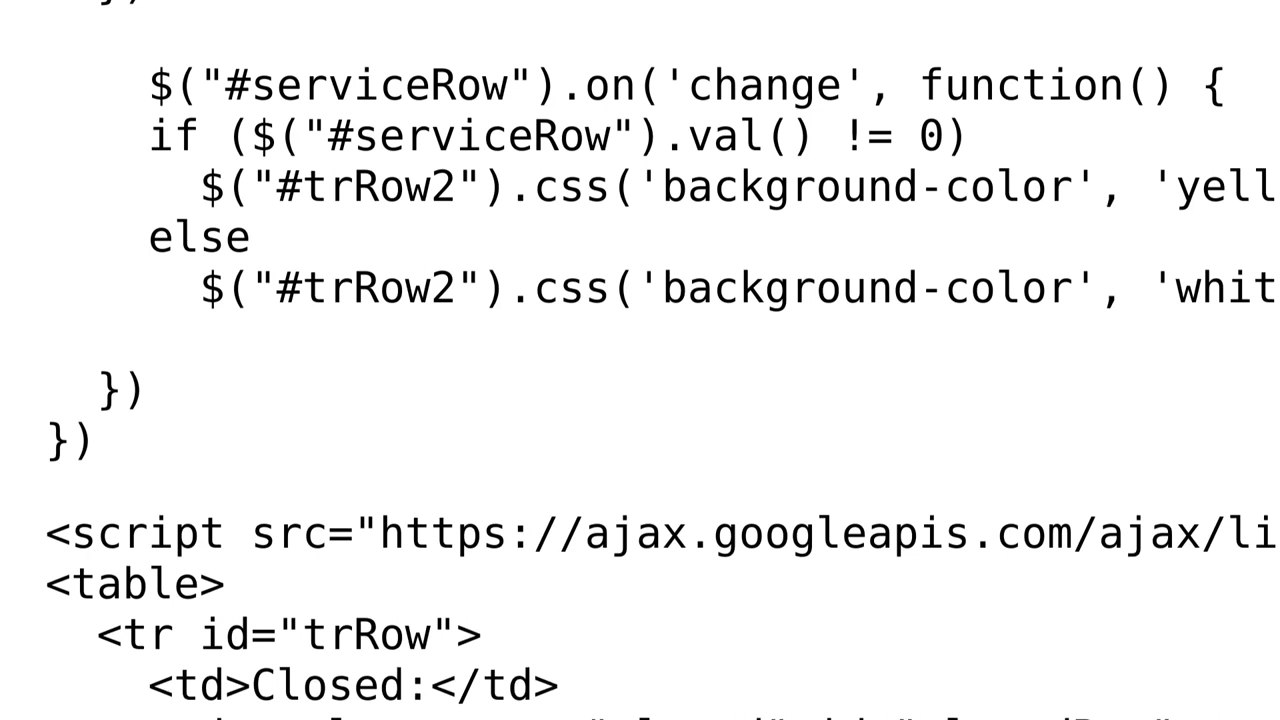 $("#serviceRow").on('change', function() {
if ($("#serviceRow").val() != 0)
$("#trRow2").css('background-color', 'yell
else
$("#trRow2").css('background-color', 'whit
})
})
<script src="https://ajax.googleapis.com/ajax/li
<table>
<tr id="trRow">
<td>Closed:</td>